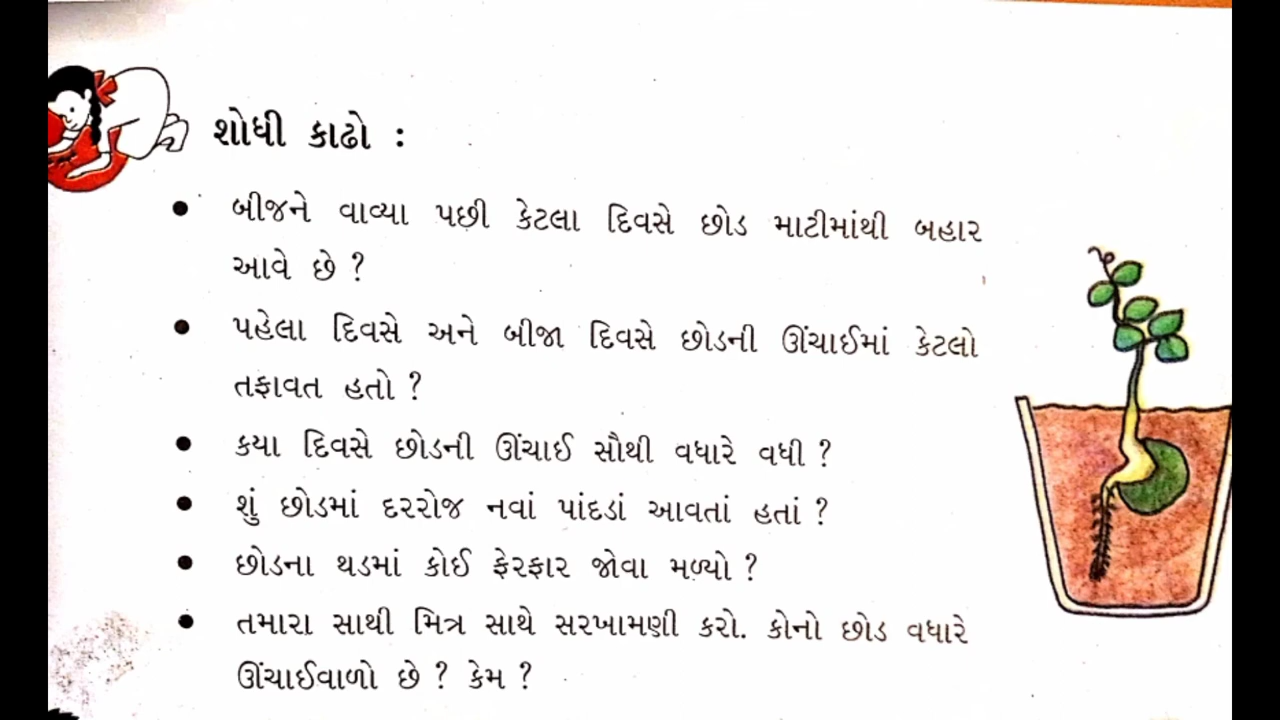 શોધી કાઢો :
• બીજને વાવ્યા પછી કેટલા દિવસે છોડ માટીમાંથી બહાર
આવે છે ?
• પહેલા દિવસે અને બીજા દિવસે છોડની ઊંચાઈમાં કેટલો
તફાવત હતો ?
• કયા દિવસે છોડની ઊંચાઈ સૌથી વધારે વધી ?
• શું છોડમાં દરરોજ નવાં પાંદડાં આવતાં હતાં ?
• છોડના થડમાં કોઈ ફેરફાર જોવા મળ્યો ?
• તમારા સાથી મિત્ર સાથે સરખામણી કરો. કોનો છોડ વધારે
ઊંચાઈવાળો છે ? કેમ ?